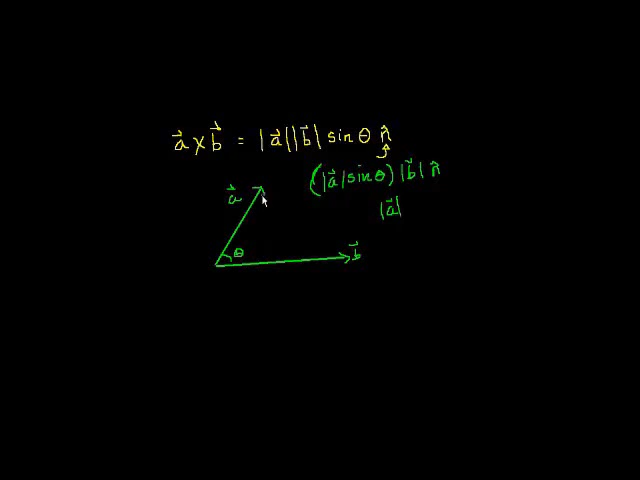 a⃗ × b⃗ = |a⃗||b⃗| sin θ n̂
(|a⃗| sin θ) |b⃗| n̂
a⃗
|a⃗|
θ
b⃗